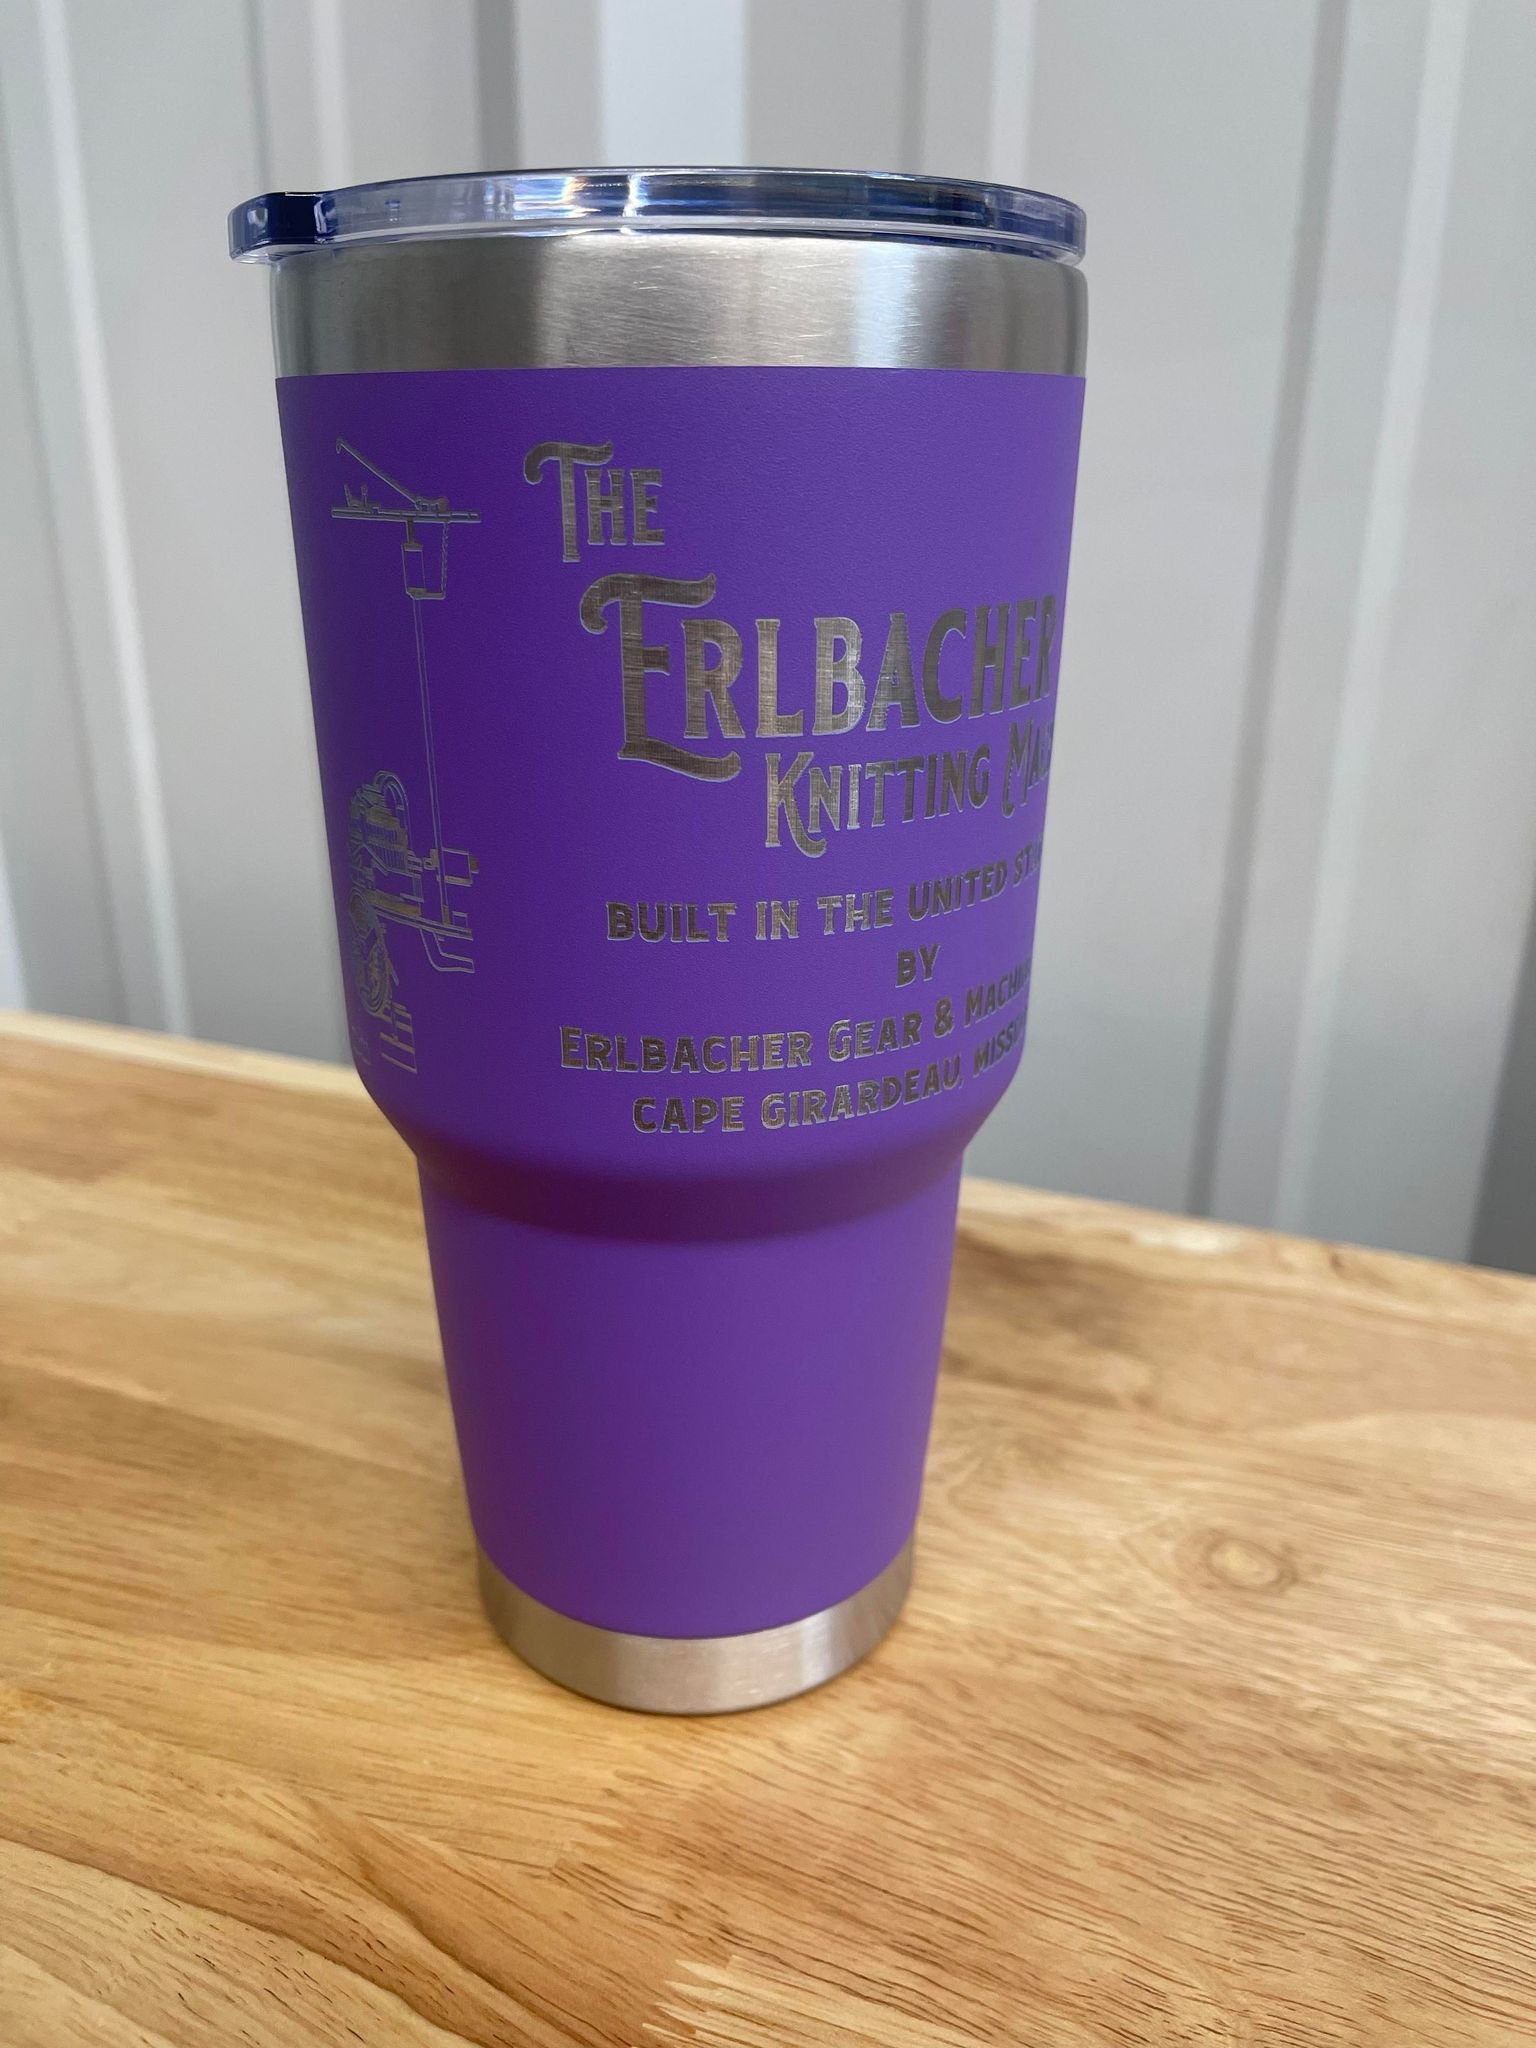 THE
ERLBACHER
KNITTING
BUILT IN THE UNITED
BY
ERLBACHER GEAR &
CAPE GIRARDEAU,